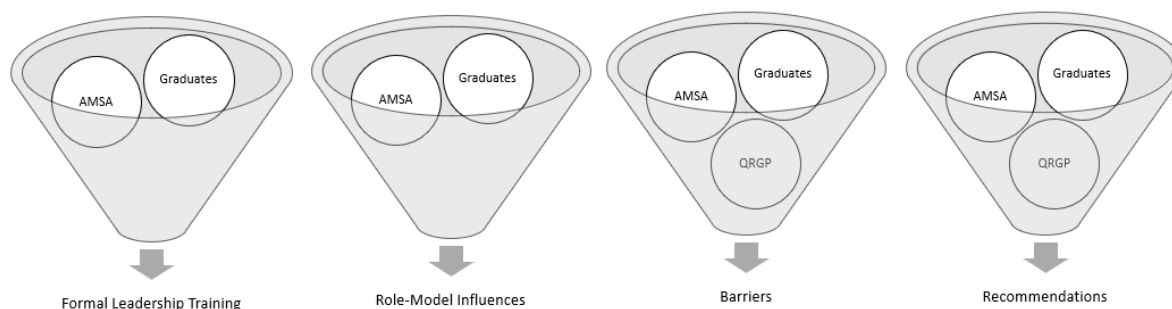 Graduates
AMSA
Formal Leadership Training
Graduates
AMSA
Role-Model Influences
Graduates
AMSA
QRGP
Barriers
Graduates
AMSA
QRGP
Recommendations